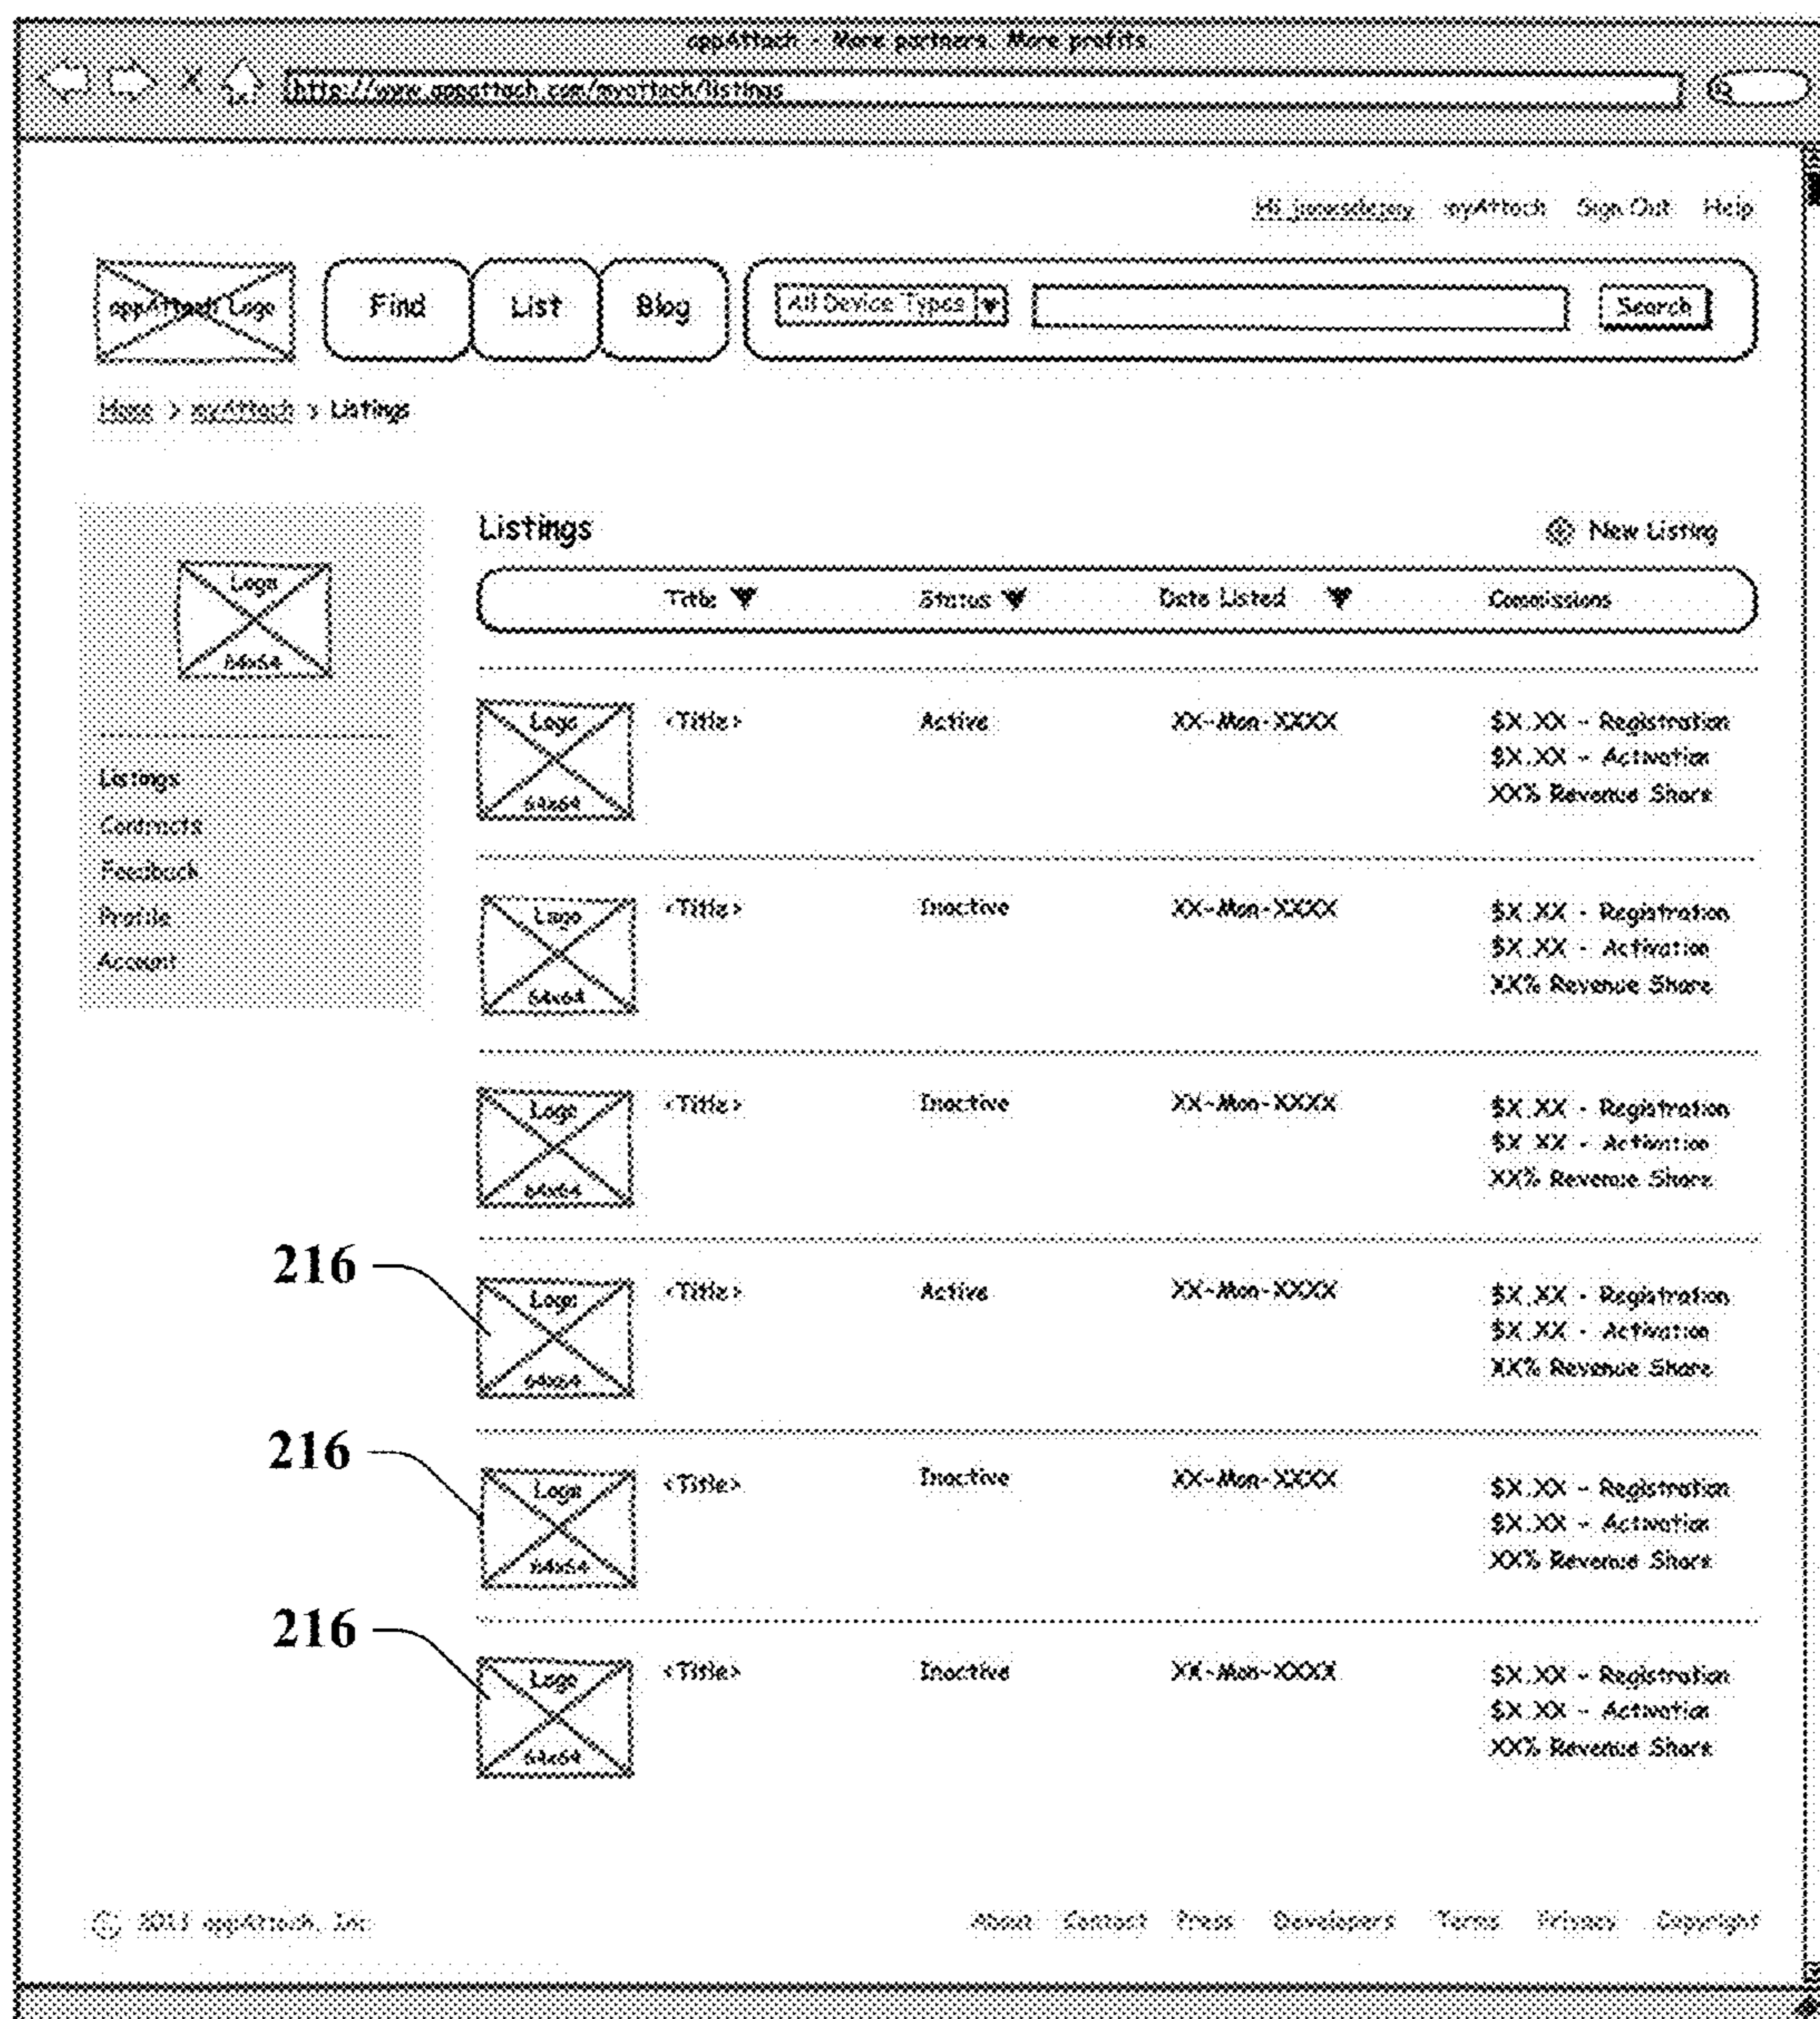 appAttach - More partners. More profits.
http://www.appattach.com/myattach/listings
Hi myAttach Sign Out Help
appAttach Logo Find List Blog All Device Types Search
Home > myAttach > Listings
Listings New Listing
Logo
64x64
Title Status Date Listed Commissions
Logo
64x64
<Title> Active XX-Mon-XXXX $X.XX - Registration
$X.XX - Activation
XX% Revenue Share
Listings
Contracts
Feedback
Profile
Account
Logo
64x64
<Title> Inactive XX-Mon-XXXX $X.XX - Registration
$X.XX - Activation
XX% Revenue Share
Logo
64x64
<Title> Inactive XX-Mon-XXXX $X.XX - Registration
$X.XX - Activation
XX% Revenue Share
216
Logo
64x64
<Title> Active XX-Mon-XXXX $X.XX - Registration
$X.XX - Activation
XX% Revenue Share
216
Logo
64x64
<Title> Inactive XX-Mon-XXXX $X.XX - Registration
$X.XX - Activation
XX% Revenue Share
216
Logo
64x64
<Title> Inactive XX-Mon-XXXX $X.XX - Registration
$X.XX - Activation
XX% Revenue Share
appAttach, Inc. About Contact Press Developers Terms Privacy Copyright